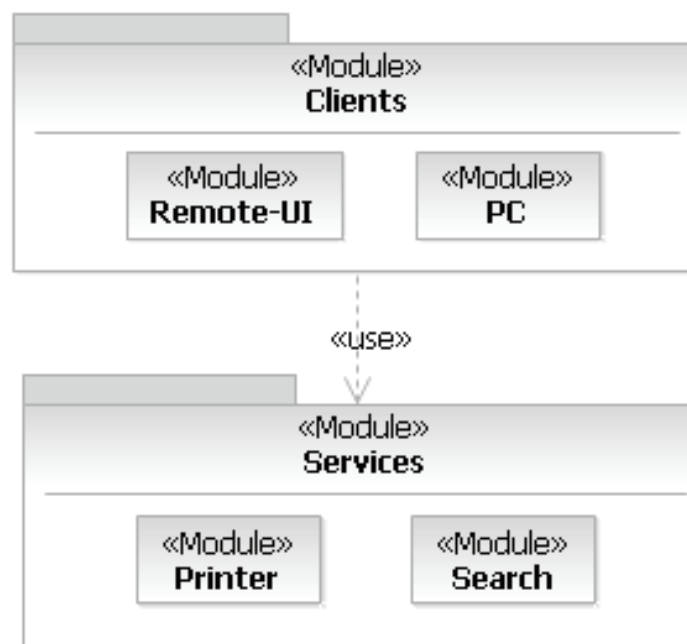 «Module»
Clients
«Module» «Module»
Remote-UI PC
«use»
«Module»
Services
«Module» «Module»
Printer Search